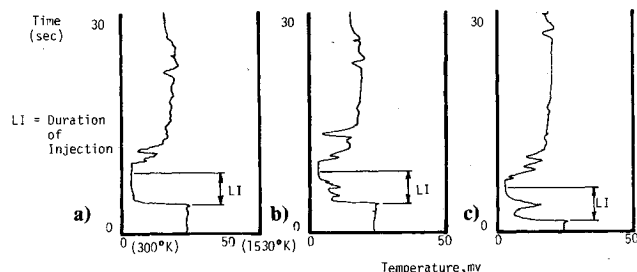 Time
(sec)
30
30
30
LI = Duration
of
Injection
LI
LI
LI
a)
b)
c)
0
0
0
0
(300°K)
50
(1530°K)
0
50
0
50
Temperature, mv